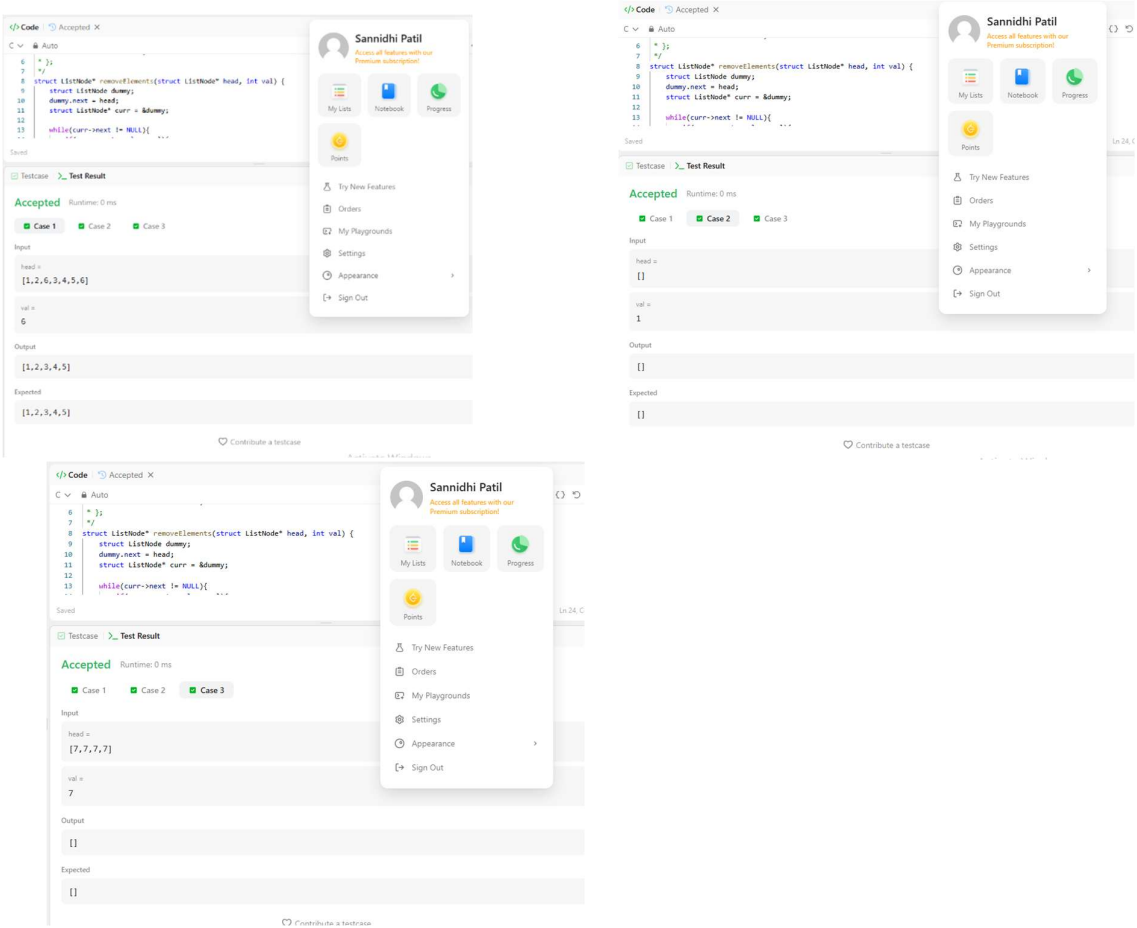 </> Code Accepted ×
C Auto
6 * };
7 */
8 struct ListNode* removeElements(struct ListNode* head, int val) {
9 struct ListNode dummy;
10 dummy.next = head;
11 struct ListNode* curr = &dummy;
12
13 while(curr->next != NULL){
Saved
Sannidhi Patil
Access all features with our
Premium subscription!
My Lists Notebook Progress
Points
Try New Features
Orders
My Playgrounds
Settings
Appearance >
Sign Out
Testcase >_ Test Result
Accepted Runtime: 0 ms
Case 1 Case 2 Case 3
Input
head =
[1,2,6,3,4,5,6]
val =
6
Output
[1,2,3,4,5]
Expected
[1,2,3,4,5]
Contribute a testcase
</> Code Accepted ×
C Auto
6 * };
7 */
8 struct ListNode* removeElements(struct ListNode* head, int val) {
9 struct ListNode dummy;
10 dummy.next = head;
11 struct ListNode* curr = &dummy;
12
13 while(curr->next != NULL){
Saved Ln 24, C
Sannidhi Patil
Access all features with our
Premium subscription!
My Lists Notebook Progress
Points
Try New Features
Orders
My Playgrounds
Settings
Appearance >
Sign Out
Testcase >_ Test Result
Accepted Runtime: 0 ms
Case 1 Case 2 Case 3
Input
head =
[]
val =
1
Output
[]
Expected
[]
Contribute a testcase
</> Code Accepted ×
C Auto
6 * };
7 */
8 struct ListNode* removeElements(struct ListNode* head, int val) {
9 struct ListNode dummy;
10 dummy.next = head;
11 struct ListNode* curr = &dummy;
12
13 while(curr->next != NULL){
Saved Ln 24, C
Sannidhi Patil
Access all features with our
Premium subscription!
My Lists Notebook Progress
Points
Try New Features
Orders
My Playgrounds
Settings
Appearance >
Sign Out
Testcase >_ Test Result
Accepted Runtime: 0 ms
Case 1 Case 2 Case 3
Input
head =
[7,7,7,7]
val =
7
Output
[]
Expected
[]
Contribute a testcase